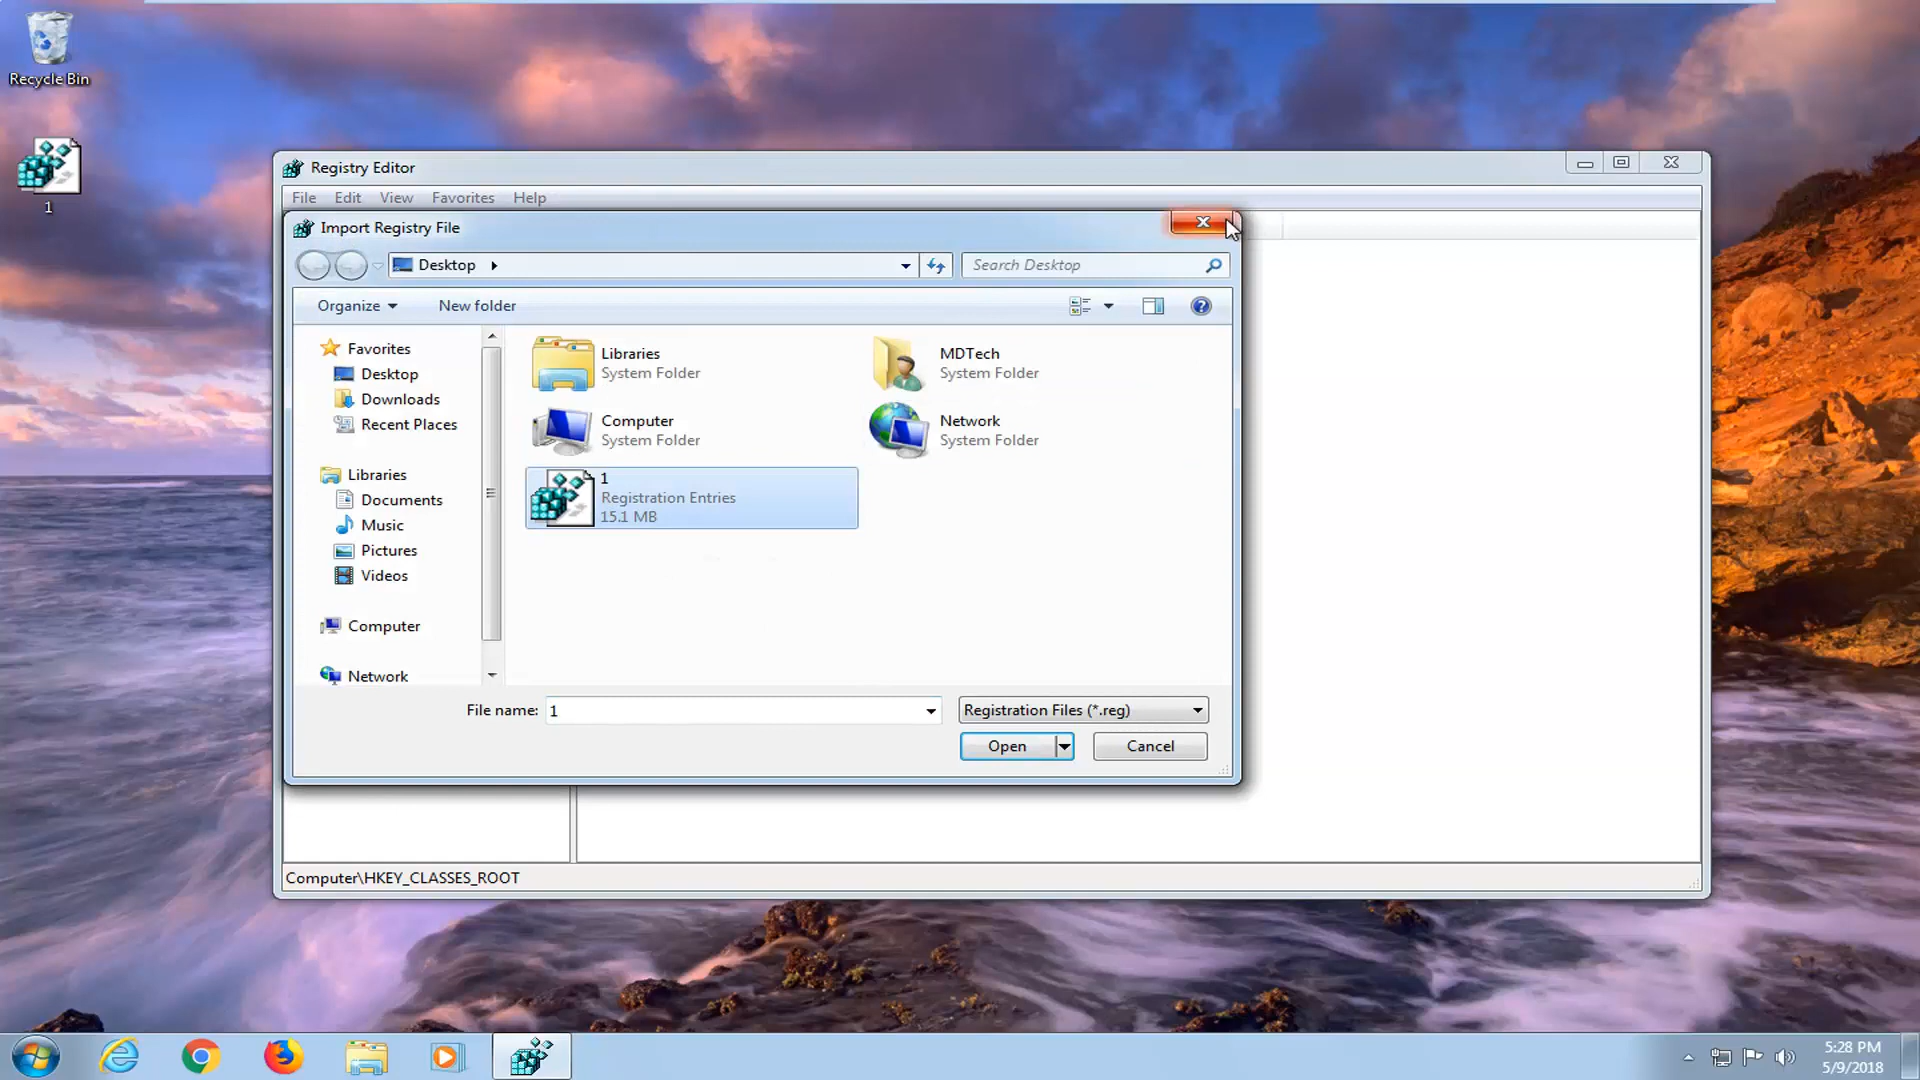 Recycle Bin
1
Registry Editor
File Edit View Favorites Help
Import Registry File
Desktop
Search Desktop
Organize New folder
Favorites
Desktop
Downloads
Recent Places
Libraries
Documents
Music
Pictures
Videos
Computer
Network
Libraries
System Folder
MDTech
System Folder
Computer
System Folder
Network
System Folder
1
Registration Entries
15.1 MB
File name: 1
Registration Files (*.reg)
Open Cancel
Computer\HKEY_CLASSES_ROOT
5:28 PM
5/9/2018